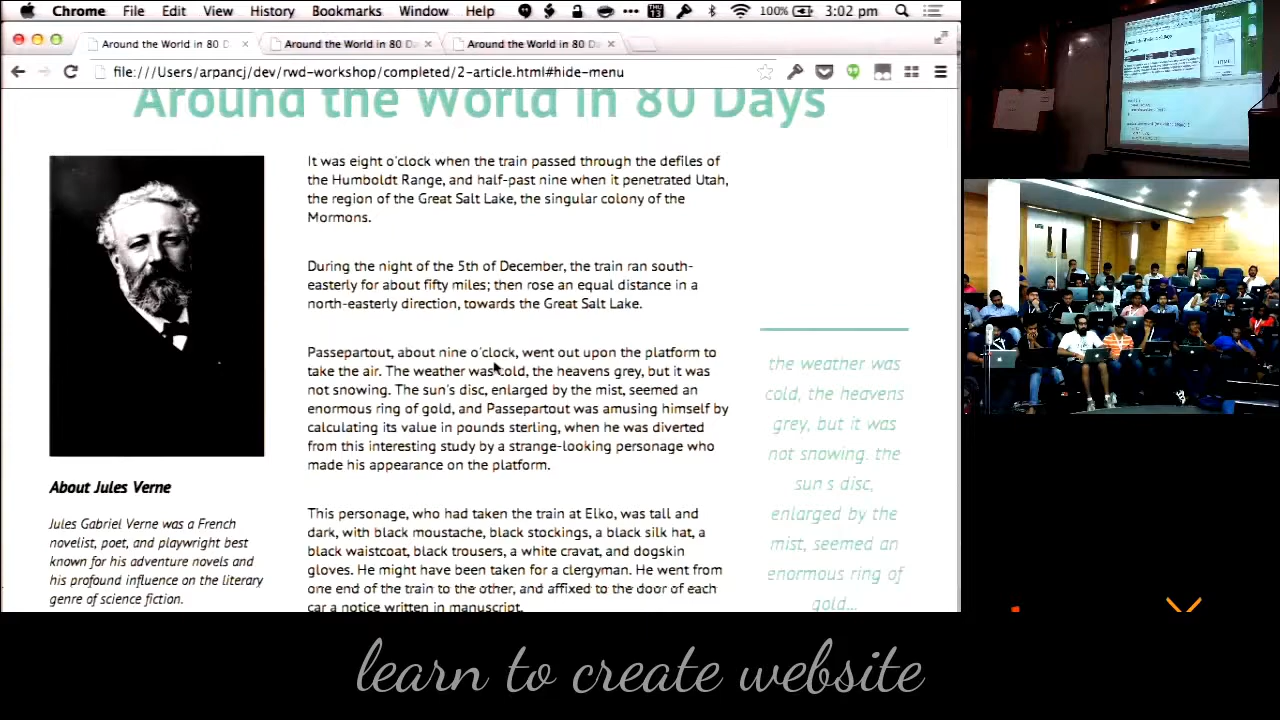 Chrome File Edit View History Bookmarks Window Help THU 13 100% 3:02 pm
Around the World in 80 D Around the World in 80 Da Around the World in 80 Da
file:///Users/arpancj/dev/rwd-workshop/completed/2-article.html#hide-menu
Around the World in 80 Days
It was eight o'clock when the train passed through the defiles of
the Humboldt Range, and half-past nine when it penetrated Utah,
the region of the Great Salt Lake, the singular colony of the
Mormons.
During the night of the 5th of December, the train ran south-
easterly for about fifty miles; then rose an equal distance in a
north-easterly direction, towards the Great Salt Lake.
Passepartout, about nine o'clock, went out upon the platform to
take the air. The weather was cold, the heavens grey, but it was
not snowing. The sun's disc, enlarged by the mist, seemed an
enormous ring of gold, and Passepartout was amusing himself by
calculating its value in pounds sterling, when he was diverted
from this interesting study by a strange-looking personage who
made his appearance on the platform.
This personage, who had taken the train at Elko, was tall and
dark, with black moustache, black stockings, a black silk hat, a
black waistcoat, black trousers, a white cravat, and dogskin
gloves. He might have been taken for a clergyman. He went from
one end of the train to the other, and affixed to the door of each
car a notice written in manuscript.
About Jules Verne
Jules Gabriel Verne was a French
novelist, poet, and playwright best
known for his adventure novels and
his profound influence on the literary
genre of science fiction.
the weather was
cold, the heavens
grey, but it was
not snowing. the
sun s disc,
enlarged by the
mist, seemed an
enormous ring of
gold...
learn to create website